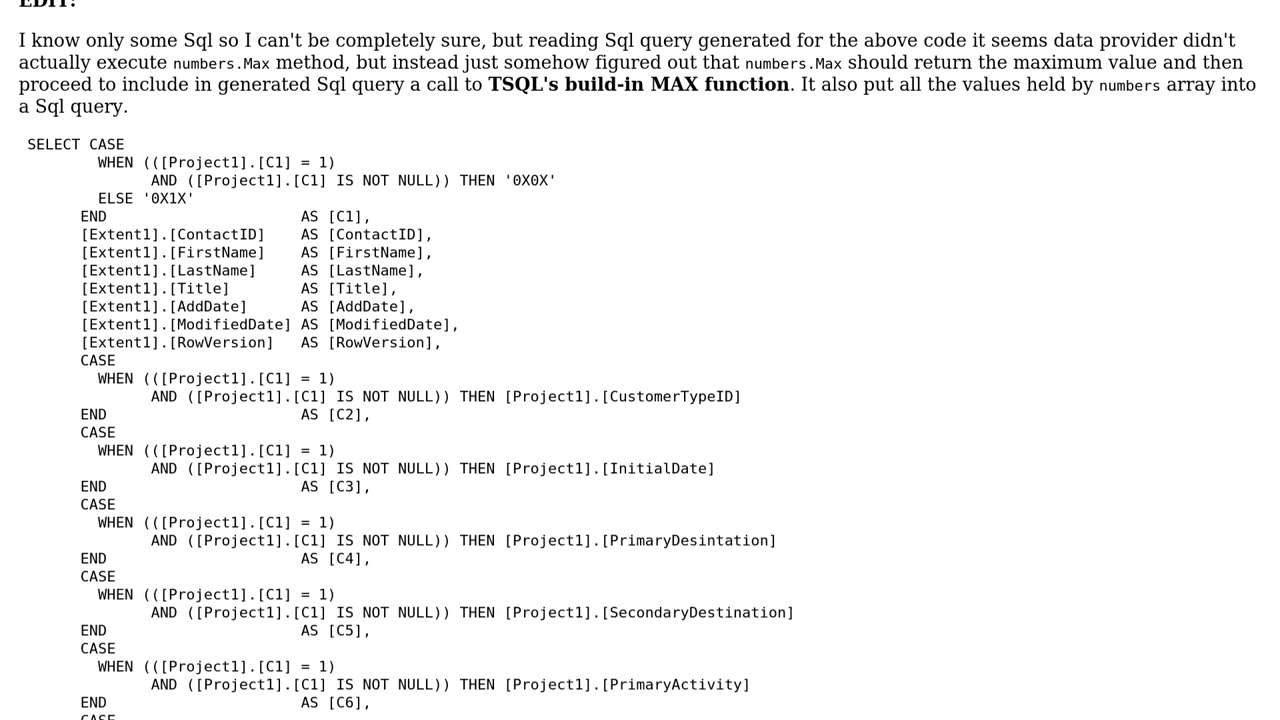 EDIT:
I know only some Sql so I can't be completely sure, but reading Sql query generated for the above code it seems data provider didn't
actually execute numbers.Max method, but instead just somehow figured out that numbers.Max should return the maximum value and then
proceed to include in generated Sql query a call to TSQL's build-in MAX function. It also put all the values held by numbers array into
a Sql query.
SELECT CASE
WHEN (([Project1].[C1] = 1)
AND ([Project1].[C1] IS NOT NULL)) THEN '0X0X'
ELSE '0X1X'
END AS [C1],
[Extent1].[ContactID] AS [ContactID],
[Extent1].[FirstName] AS [FirstName],
[Extent1].[LastName] AS [LastName],
[Extent1].[Title] AS [Title],
[Extent1].[AddDate] AS [AddDate],
[Extent1].[ModifiedDate] AS [ModifiedDate],
[Extent1].[RowVersion] AS [RowVersion],
CASE
WHEN (([Project1].[C1] = 1)
AND ([Project1].[C1] IS NOT NULL)) THEN [Project1].[CustomerTypeID]
END AS [C2],
CASE
WHEN (([Project1].[C1] = 1)
AND ([Project1].[C1] IS NOT NULL)) THEN [Project1].[InitialDate]
END AS [C3],
CASE
WHEN (([Project1].[C1] = 1)
AND ([Project1].[C1] IS NOT NULL)) THEN [Project1].[PrimaryDesintation]
END AS [C4],
CASE
WHEN (([Project1].[C1] = 1)
AND ([Project1].[C1] IS NOT NULL)) THEN [Project1].[SecondaryDestination]
END AS [C5],
CASE
WHEN (([Project1].[C1] = 1)
AND ([Project1].[C1] IS NOT NULL)) THEN [Project1].[PrimaryActivity]
END AS [C6],
CASE